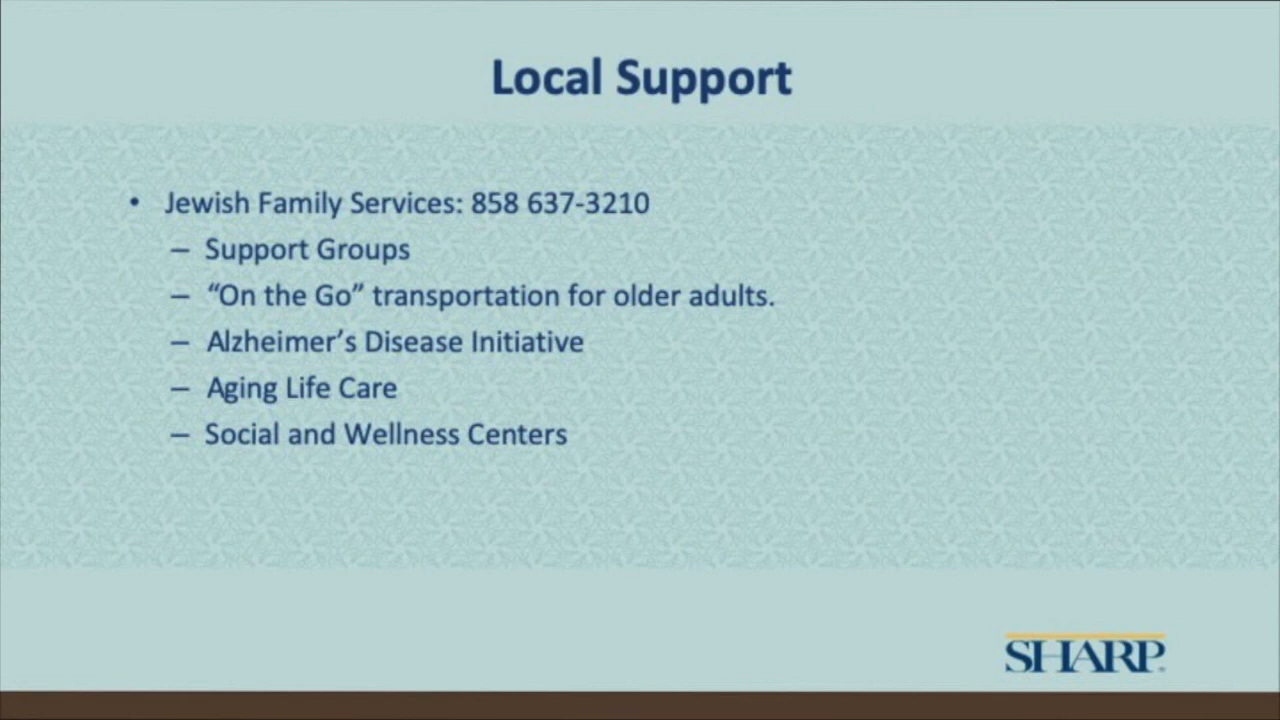 Local Support
• Jewish Family Services: 858 637-3210
– Support Groups
– “On the Go” transportation for older adults.
– Alzheimer’s Disease Initiative
– Aging Life Care
– Social and Wellness Centers
SHARP